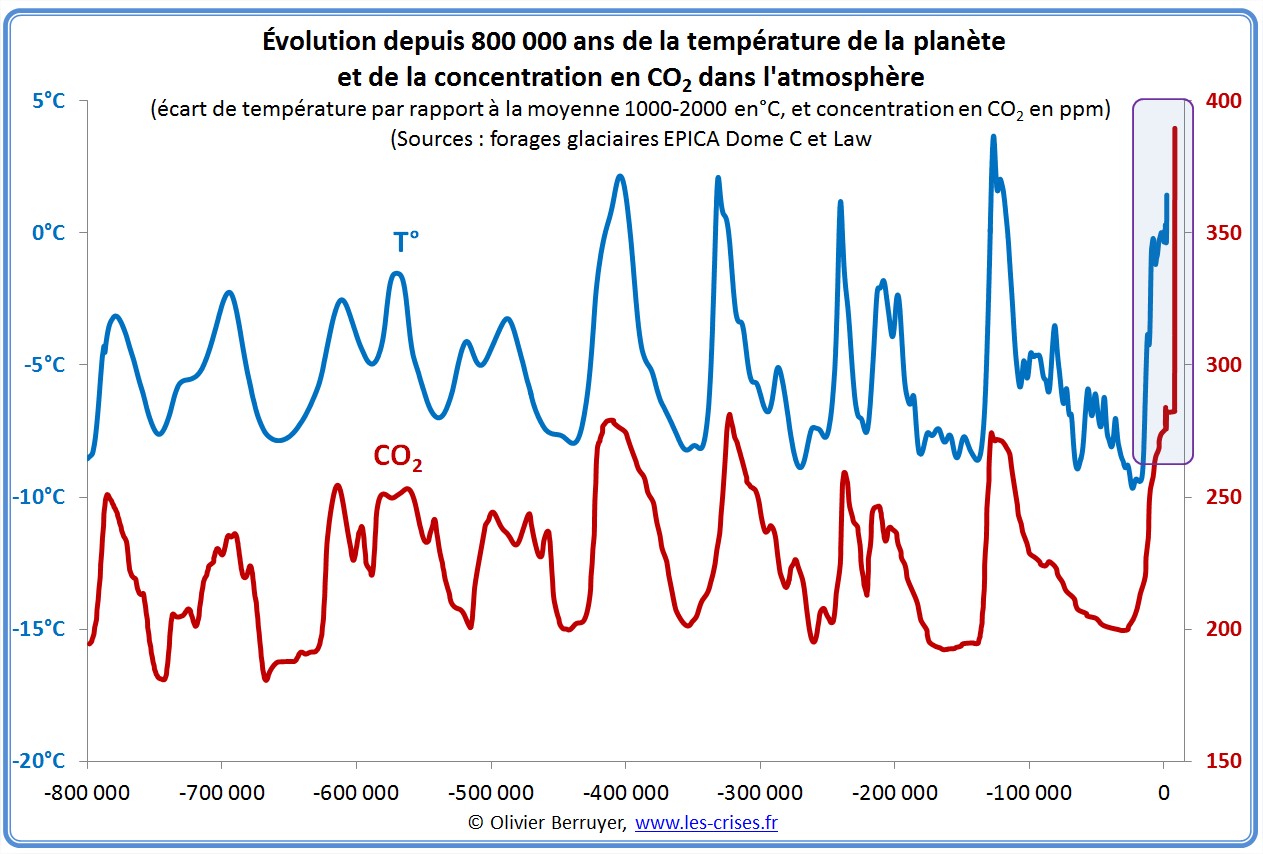 Évolution depuis 800 000 ans de la température de la planète
et de la concentration en CO₂ dans l'atmosphère
(écart de température par rapport à la moyenne 1000-2000 en°C, et concentration en CO₂ en ppm)
(Sources : forages glaciaires EPICA Dome C et Law
5°C
400
0°C
350
T°
-5°C
300
CO₂
-10°C
250
-15°C
200
-20°C
150
-800 000 -700 000 -600 000 -500 000 -400 000 -300 000 -200 000 -100 000 0
© Olivier Berruyer, www.les-crises.fr